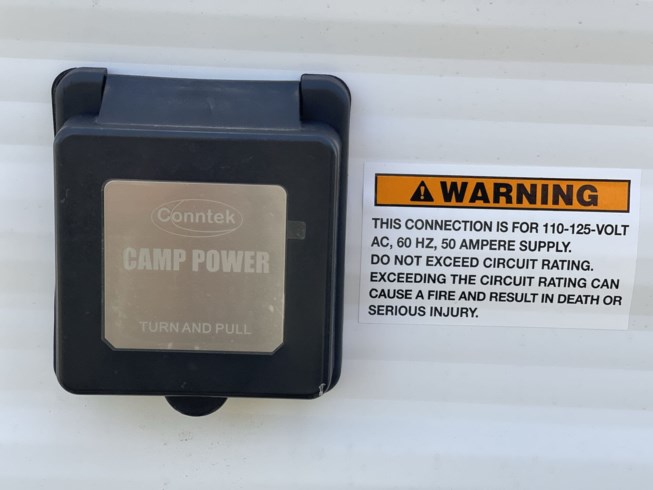 Conntek
CAMP POWER
TURN AND PULL
WARNING
THIS CONNECTION IS FOR 110-125-VOLT
AC, 60 HZ, 50 AMPERE SUPPLY.
DO NOT EXCEED CIRCUIT RATING.
EXCEEDING THE CIRCUIT RATING CAN
CAUSE A FIRE AND RESULT IN DEATH OR
SERIOUS INJURY.